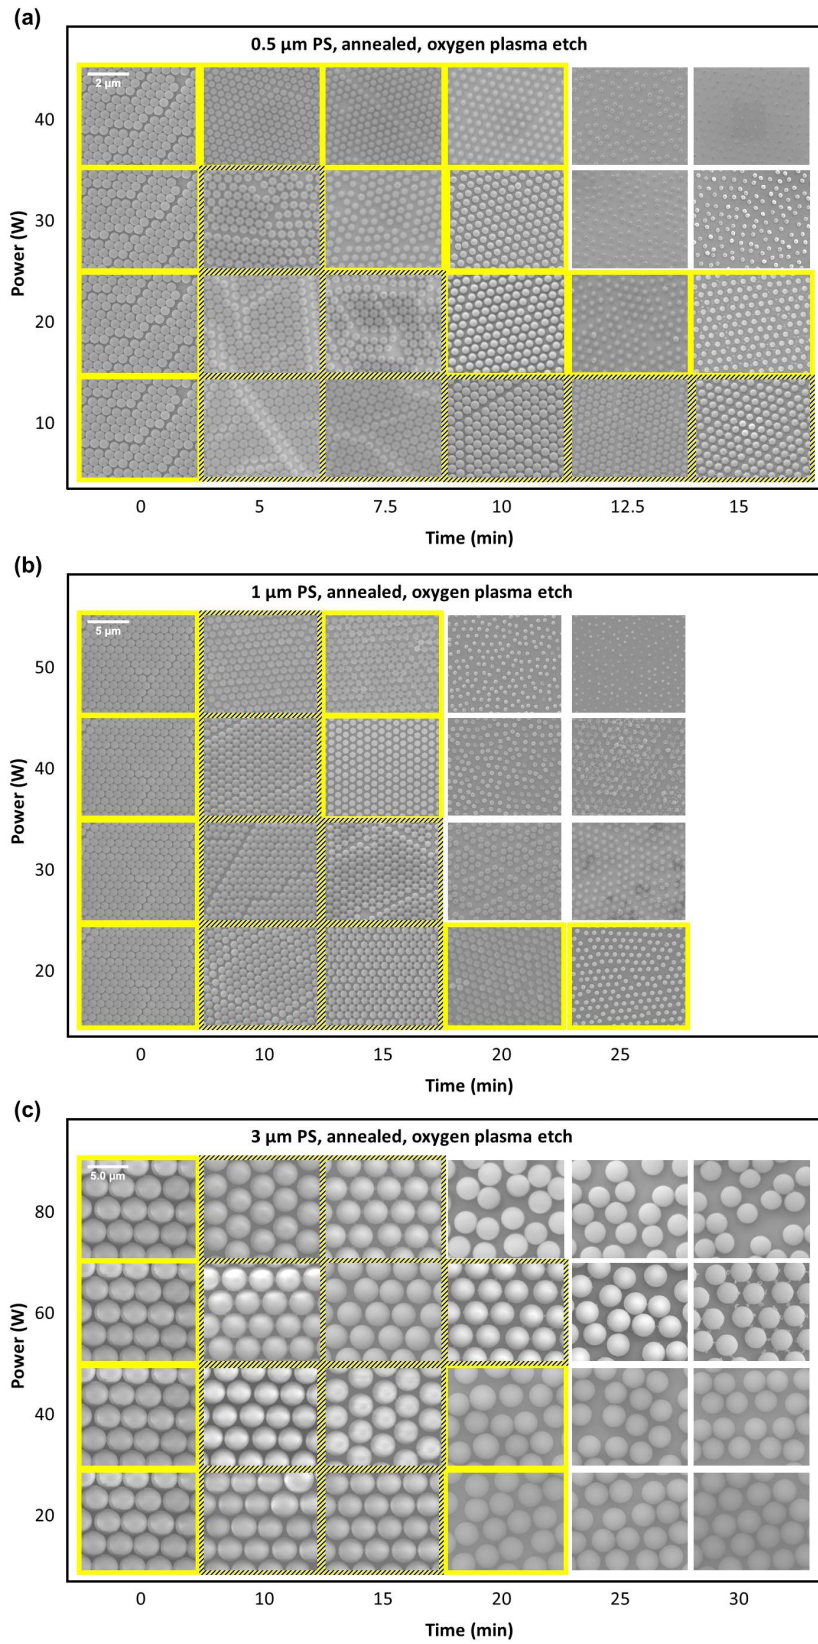 (a)
0.5 µm PS, annealed, oxygen plasma etch
2 µm
Power (W)
40
30
20
10
0 5 7.5 10 12.5 15
Time (min)
(b)
1 µm PS, annealed, oxygen plasma etch
5 µm
Power (W)
50
40
30
20
0 10 15 20 25
Time (min)
(c)
3 µm PS, annealed, oxygen plasma etch
5.0 µm
Power (W)
80
60
40
20
0 10 15 20 25 30
Time (min)